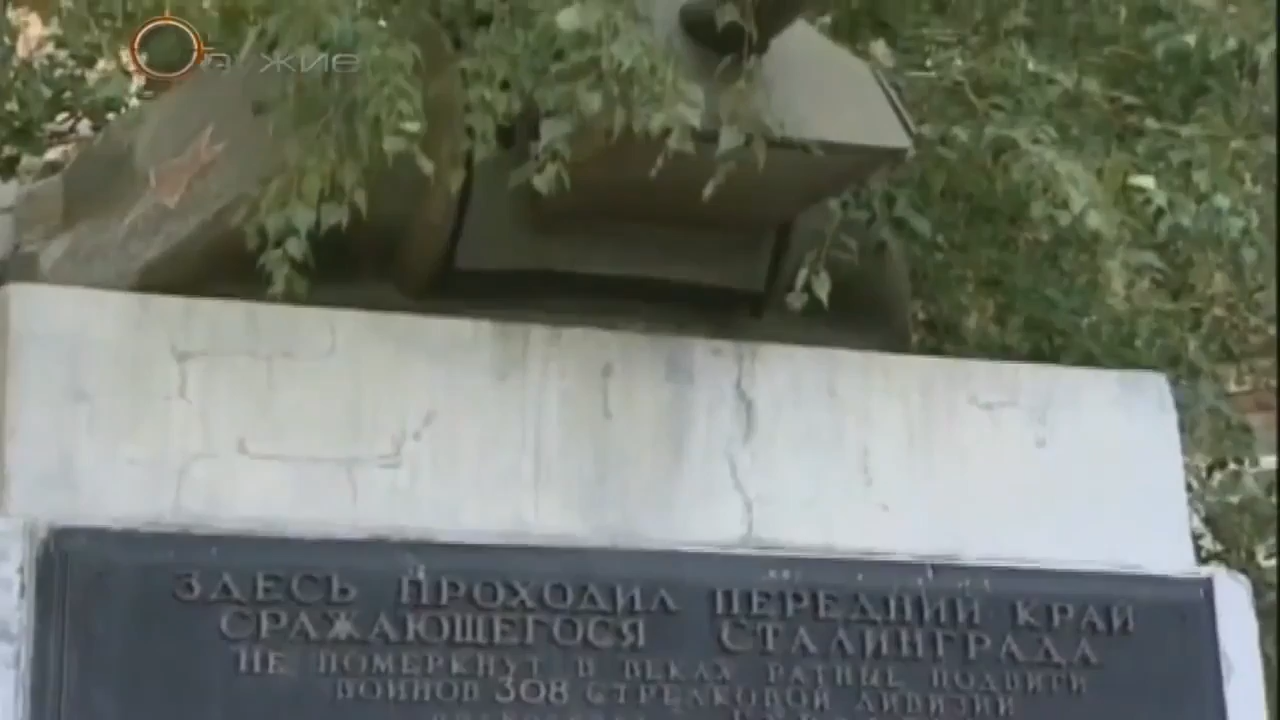 ЗДЕСЬ ПРОХОДИЛ ПЕРЕДНИЙ КРАЙ
СРАЖАЮЩЕГОСЯ СТАЛИНГРАДА
НЕ ПОМЕРКНУТ В ВЕКАХ РАТНЫЕ ПОДВИГИ
ВОИНОВ 308 СТРЕЛКОВОЙ ДИВИЗИИ